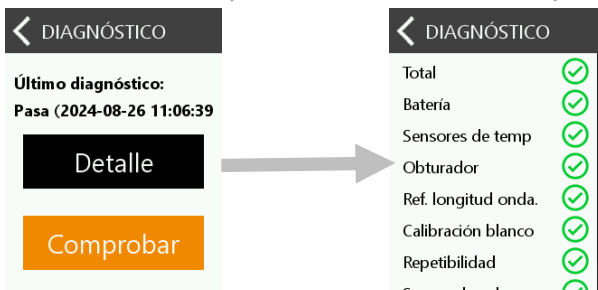 DIAGNÓSTICO
Último diagnóstico:
Pasa (2024-08-26 11:06:39
Detalle
Comprobar
DIAGNÓSTICO
Total
Batería
Sensores de temp
Obturador
Ref. longitud onda.
Calibración blanco
Repetibilidad